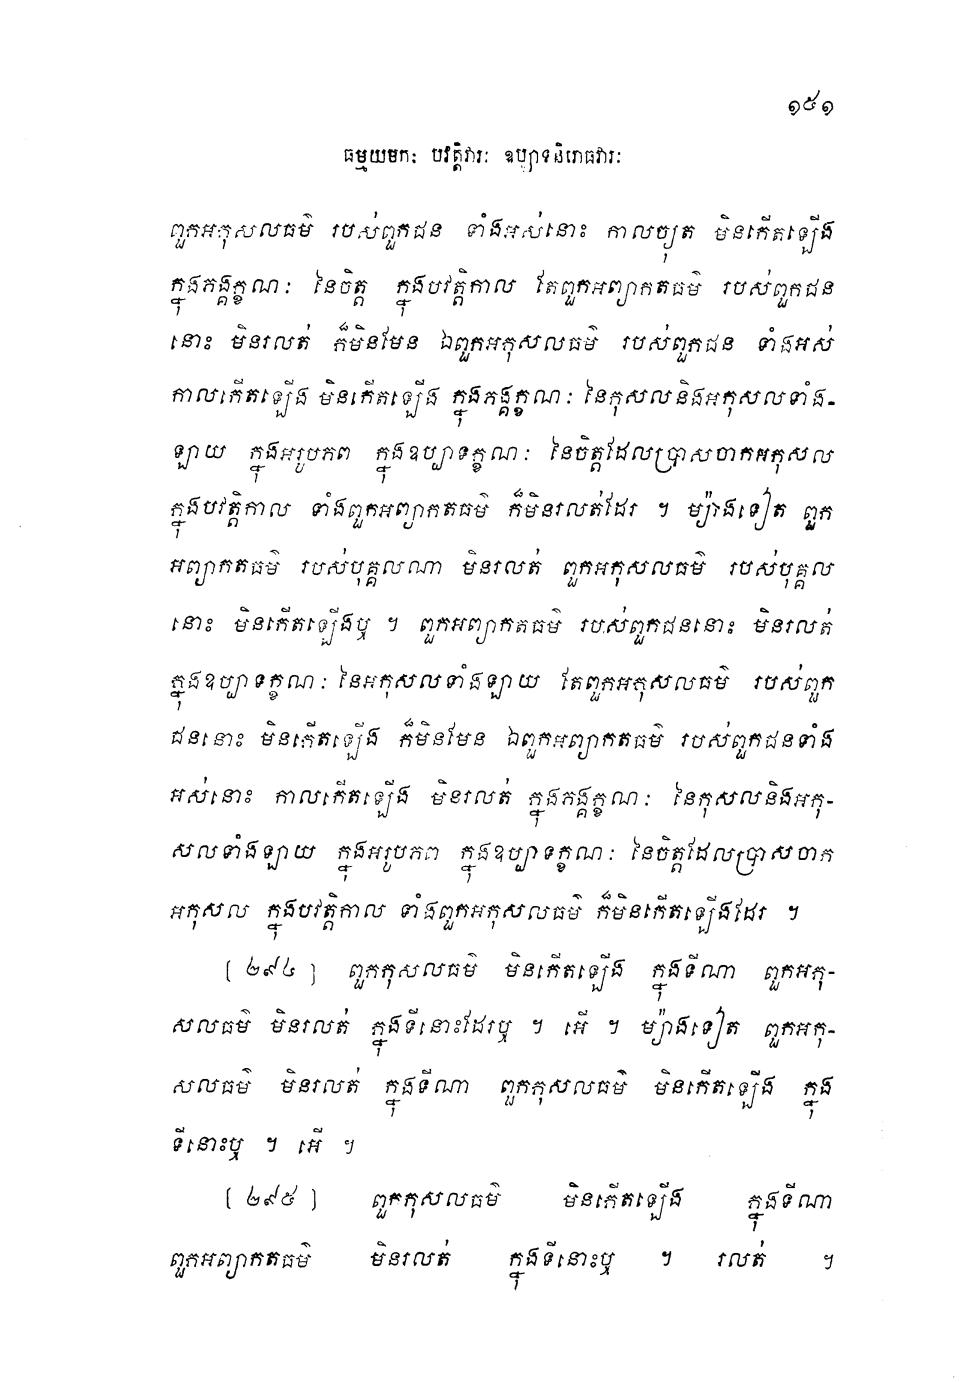 ១៥១
ធម្មយមកៈ បវត្តិវារៈ ឧប្បាទនិរោធវារៈ
ពួកអកុសលធម៌ របស់ពួកជន ទាំងអស់នោះ កាលច្យុត មិនកើតឡើង
ក្នុងភង្គក្ខណៈ នៃចិត្ត ក្នុងបវត្តិកាល តែពួកអព្យាកតធម៌ របស់ពួកជន
នោះ មិនរលត់ ក៏មិនមែន ឯពួកអកុសលធម៌ របស់ពួកជន ទាំងអស់
កាលកើតឡើង មិនកើតឡើង ក្នុងភង្គក្ខណៈ នៃកុសលនិងអកុសលទាំង-
ឡាយ ក្នុងអរូបភព ក្នុងឧប្បាទក្ខណៈ នៃចិត្តដែលប្រាសចាកអកុសល
ក្នុងបវត្តិកាល ទាំងពួកអព្យាកតធម៌ ក៏មិនរលត់ដែរ ។ ម្យ៉ាងទៀត ពួក
អព្យាកតធម៌ របស់បុគ្គលណា មិនរលត់ ពួកអកុសលធម៌ របស់បុគ្គល
នោះ មិនកើតឡើងឬ ។ ពួកអព្យាកតធម៌ របស់ពួកជននោះ មិនរលត់
ក្នុងឧប្បាទក្ខណៈ នៃអកុសលទាំងឡាយ តែពួកអកុសលធម៌ របស់ពួក
ជននោះ មិនកើតឡើង ក៏មិនមែន ឯពួកអព្យាកតធម៌ របស់ពួកជនទាំង
អស់នោះ កាលកើតឡើង មិនរលត់ ក្នុងភង្គក្ខណៈ នៃកុសលនិងអកុ-
សលទាំងឡាយ ក្នុងអរូបភព ក្នុងឧប្បាទក្ខណៈ នៃចិត្តដែលប្រាសចាក
អកុសល ក្នុងបវត្តិកាល ទាំងពួកអកុសលធម៌ ក៏មិនកើតឡើងដែរ ។
[ ២៩៤ ] ពួកកុសលធម៌ មិនកើតឡើង ក្នុងទីណា ពួកអកុ-
សលធម៌ មិនរលត់ ក្នុងទីនោះដែរឬ ។ អើ ។ ម្យ៉ាងទៀត ពួកអកុ-
សលធម៌ មិនរលត់ ក្នុងទីណា ពួកកុសលធម៌ មិនកើតឡើង ក្នុង
ទីនោះឬ ។ អើ ។
[ ២៩៥ ] ពួកកុសលធម៌ មិនកើតឡើង ក្នុងទីណា
ពួកអព្យាកតធម៌ មិនរលត់ ក្នុងទីនោះឬ ។ រលត់ ។